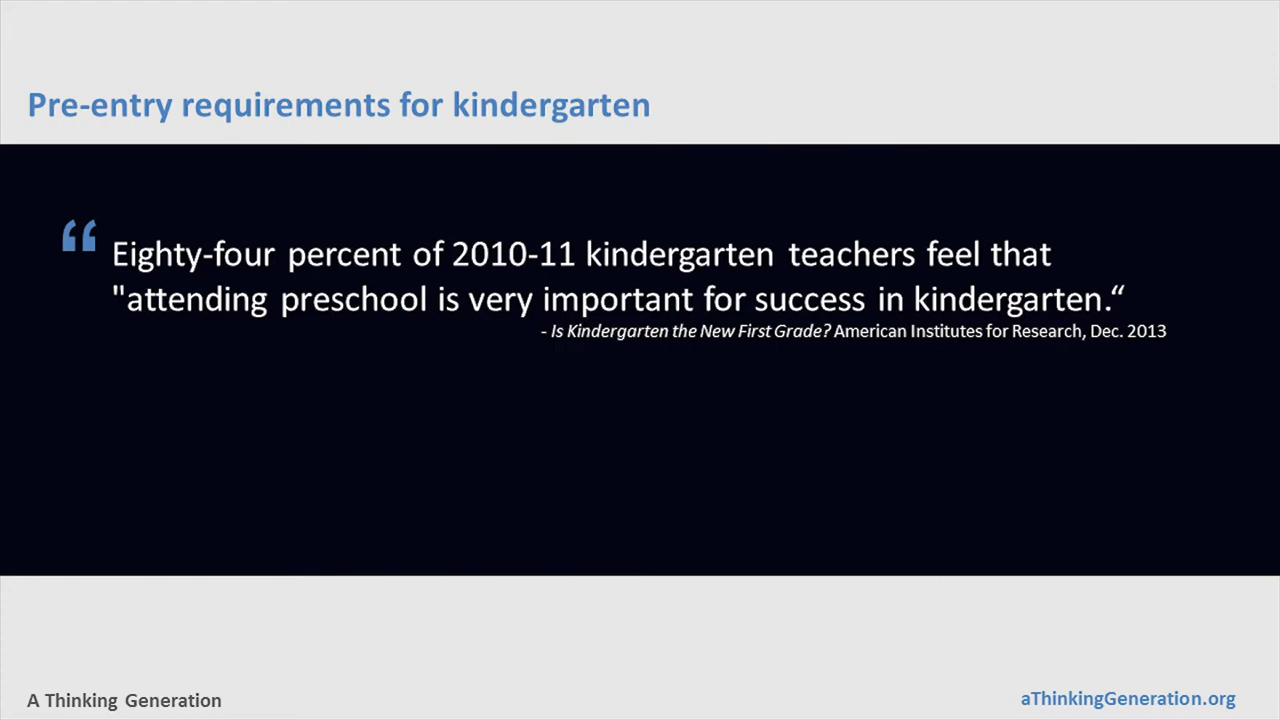 Pre-entry requirements for kindergarten
“ Eighty-four percent of 2010-11 kindergarten teachers feel that
"attending preschool is very important for success in kindergarten.“
- Is Kindergarten the New First Grade? American Institutes for Research, Dec. 2013
A Thinking Generation
aThinkingGeneration.org